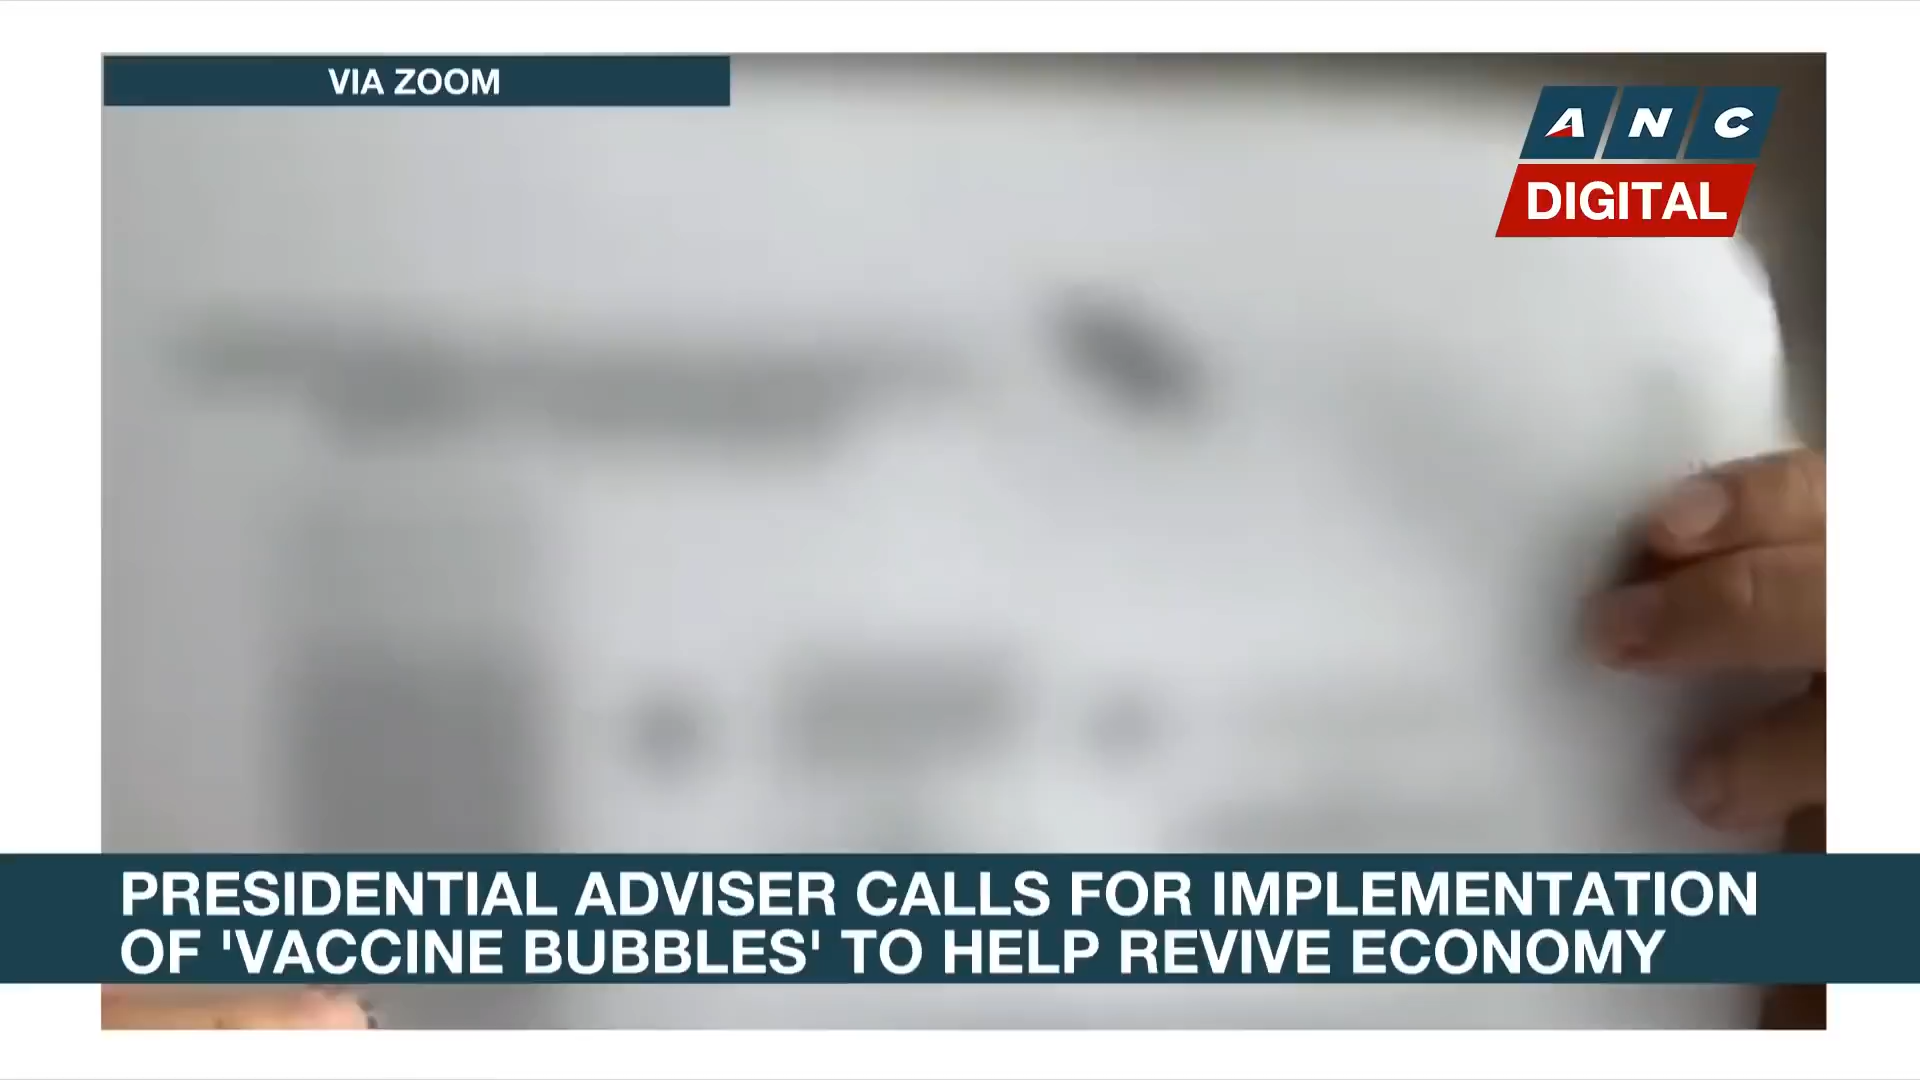 VIA ZOOM
ANC
DIGITAL
PRESIDENTIAL ADVISER CALLS FOR IMPLEMENTATION
OF 'VACCINE BUBBLES' TO HELP REVIVE ECONOMY